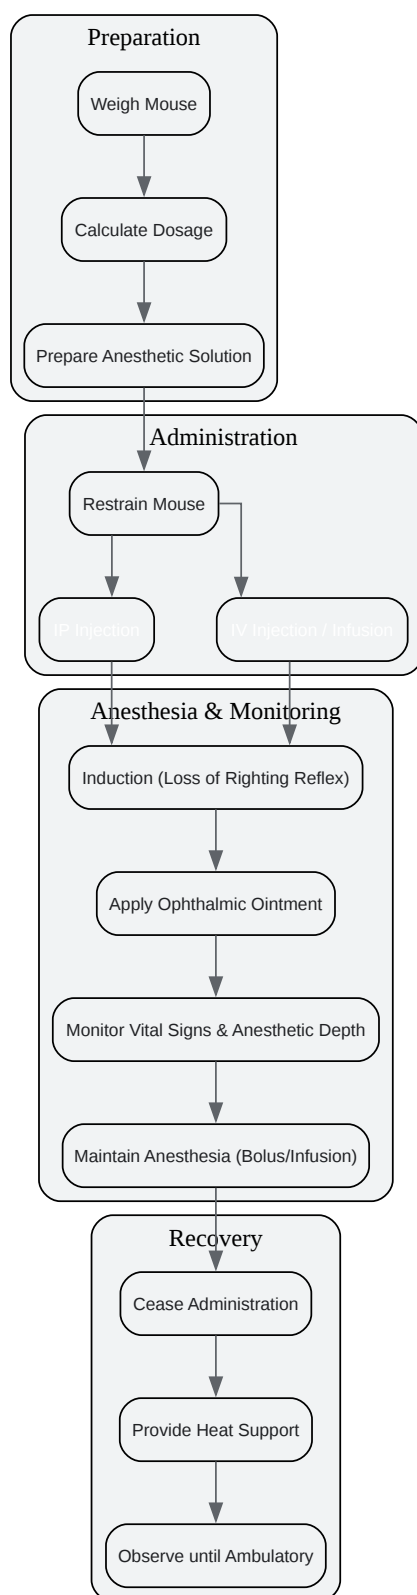 Preparation
Weigh Mouse
Calculate Dosage
Prepare Anesthetic Solution
Administration
Restrain Mouse
IP Injection
IV Injection / Infusion
Anesthesia & Monitoring
Induction (Loss of Righting Reflex)
Apply Ophthalmic Ointment
Monitor Vital Signs & Anesthetic Depth
Maintain Anesthesia (Bolus/Infusion)
Recovery
Cease Administration
Provide Heat Support
Observe until Ambulatory